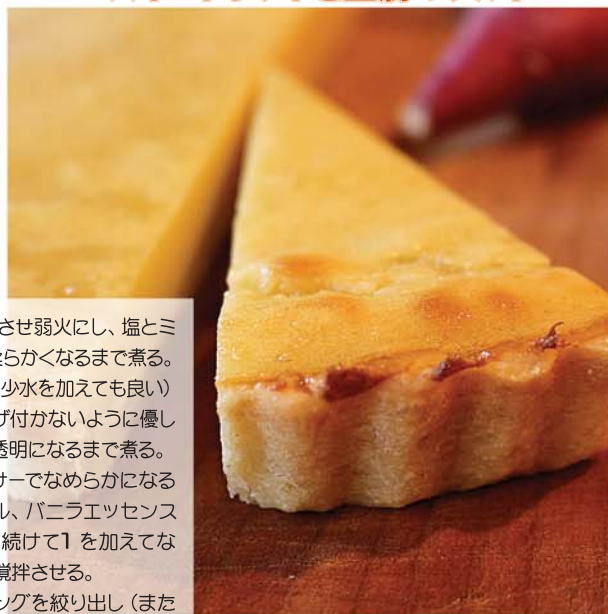 させ弱火にし、塩とミ
らかくなるまで煮る。
少水を加えても良い）
げ付かないように優し
透明になるまで煮る。
サーでなめらかになる
ル、バニラエッセンス
続けて1 を加えてな
撹拌させる。
ングを絞り出し（また